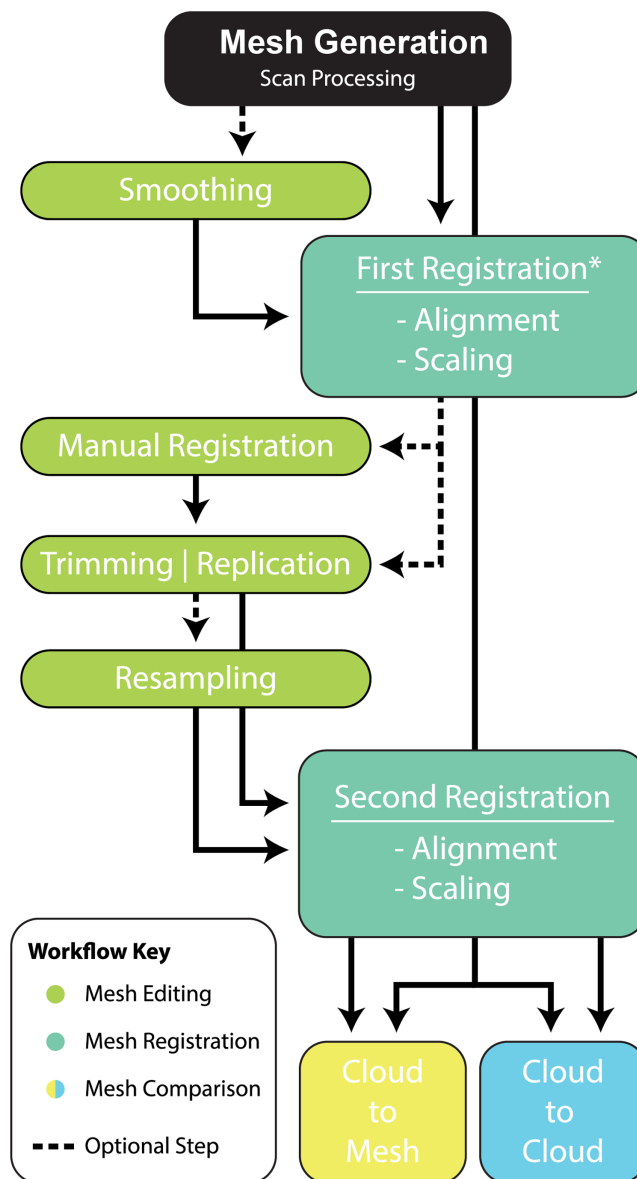 Mesh Generation
Scan Processing
Smoothing
First Registration*
- Alignment
- Scaling
Manual Registration
Trimming | Replication
Resampling
Second Registration
- Alignment
- Scaling
Workflow Key
Mesh Editing
Mesh Registration
Mesh Comparison
Optional Step
Cloud
to
Mesh
Cloud
to
Cloud